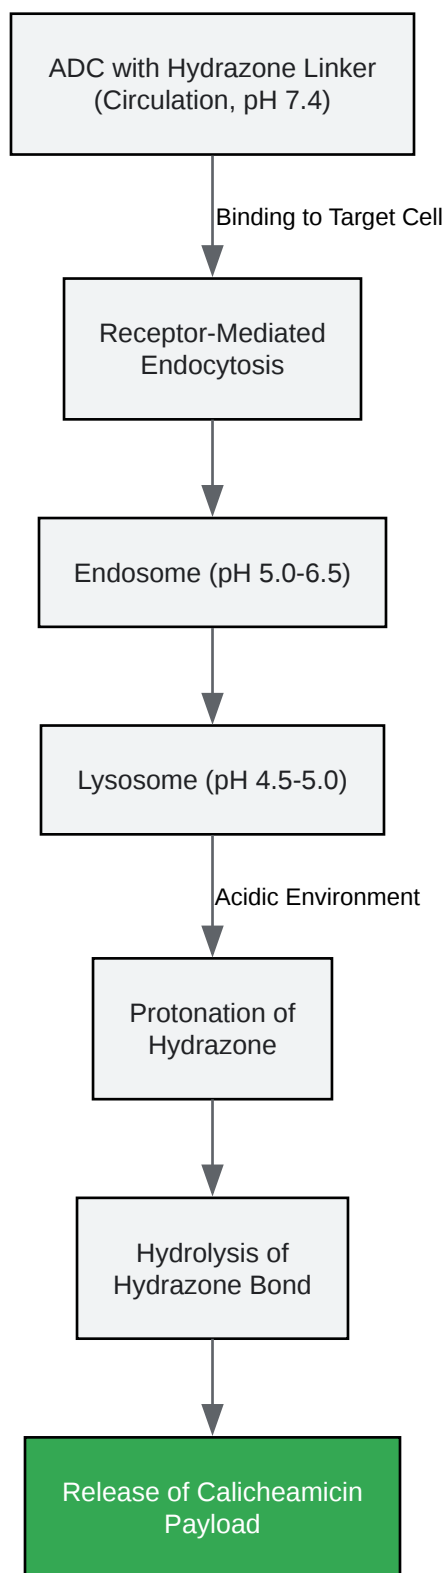 ADC with Hydrazone Linker
(Circulation, pH 7.4)
Binding to Target Cell
Receptor-Mediated
Endocytosis
Endosome (pH 5.0-6.5)
Lysosome (pH 4.5-5.0)
Acidic Environment
Protonation of
Hydrazone
Hydrolysis of
Hydrazone Bond
Release of Calicheamicin
Payload